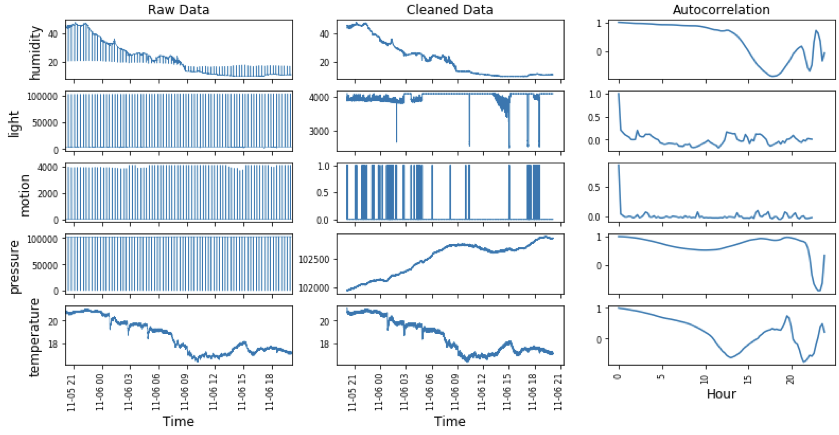 Raw Data Cleaned Data Autocorrelation
humidity 40 20 40 20 1 0
light 100000 50000 0 4000 3000 1.0 0.5 0.0
motion 4000 2000 0 1.0 0.5 0.0 0.5 0.0
pressure 100000 50000 0 102500 102000 1 0
temperature 20 18 20 18 1 0
11-05 21 11-06 00 11-06 03 11-06 06 11-06 09 11-06 12 11-06 15 11-06 18 11-05 21 11-06 00 11-06 03 11-06 06 11-06 09 11-06 12 11-06 15 11-06 18 11-06 21 0 5 10 15 20
Time Time Hour